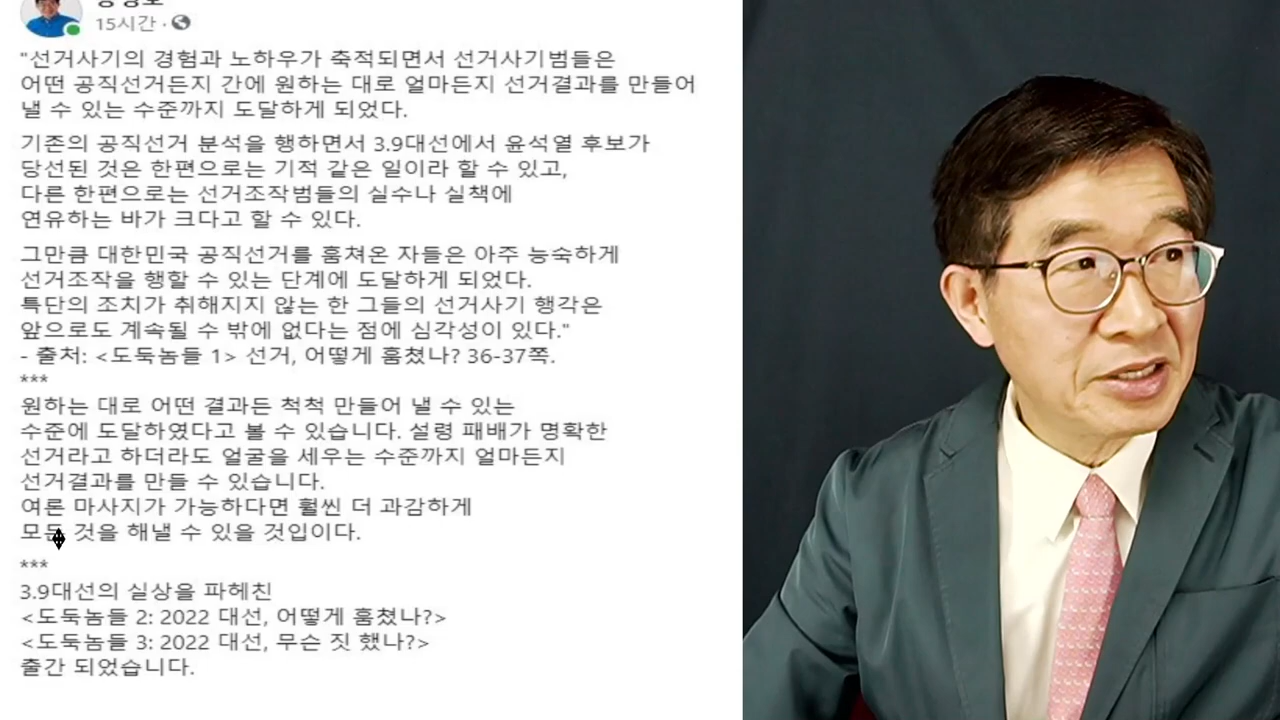 15시간
"선거사기의 경험과 노하우가 축적되면서 선거사기범들은
어떤 공직선거든지 간에 원하는 대로 얼마든지 선거결과를 만들어
낼 수 있는 수준까지 도달하게 되었다.
기존의 공직선거 분석을 행하면서 3.9대선에서 윤석열 후보가
당선된 것은 한편으로는 기적 같은 일이라 할 수 있고,
다른 한편으로는 선거조작범들의 실수나 실책에
연유하는 바가 크다고 할 수 있다.
그만큼 대한민국 공직선거를 훔쳐온 자들은 아주 능숙하게
선거조작을 행할 수 있는 단계에 도달하게 되었다.
특단의 조치가 취해지지 않는 한 그들의 선거사기 행각은
앞으로도 계속될 수 밖에 없다는 점에 심각성이 있다."
- 출처: <도둑놈들 1> 선거, 어떻게 훔쳤나? 36-37쪽.
***
원하는 대로 어떤 결과든 척척 만들어 낼 수 있는
수준에 도달하였다고 볼 수 있습니다. 설령 패배가 명확한
선거라고 하더라도 얼굴을 세우는 수준까지 얼마든지
선거결과를 만들 수 있습니다.
여론 마사지가 가능하다면 훨씬 더 과감하게
모든 것을 해낼 수 있을 것입이다.
***
3.9대선의 실상을 파헤친
<도둑놈들 2: 2022 대선, 어떻게 훔쳤나?>
<도둑놈들 3: 2022 대선, 무슨 짓 했나?>
출간 되었습니다.